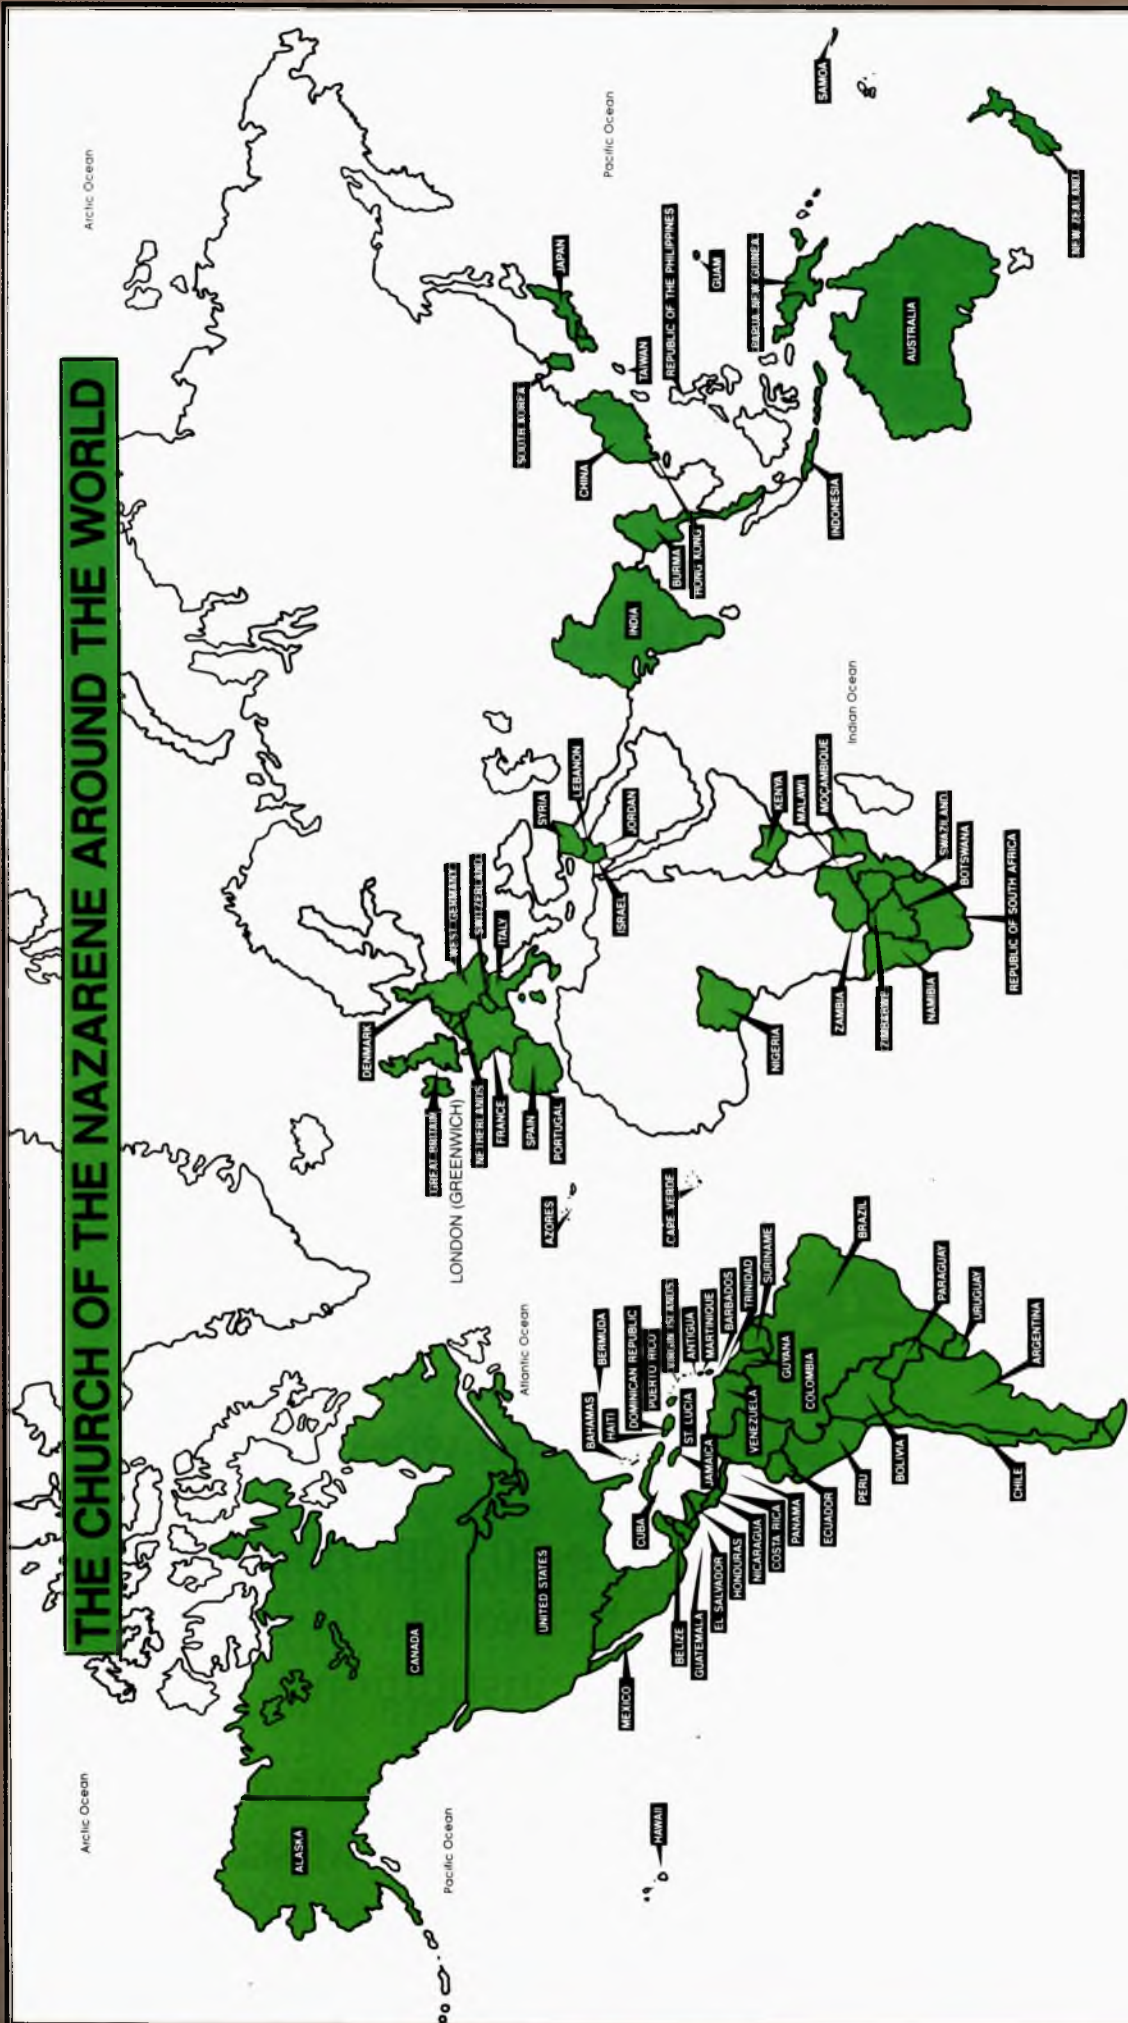 THE CHURCH OF THE NAZARENE AROUND THE WORLD
Arctic Ocean
Arctic Ocean
ALASKA
CANADA
UNITED STATES
Pacific Ocean
HAWAII
MEXICO
BELIZE
GUATEMALA
EL SALVADOR
HONDURAS
NICARAGUA
COSTA RICA
PANAMA
ECUADOR
PERU
BOLIVIA
CHILE
CUBA
JAMAICA
BAHAMAS
HAITI
BERMUDA
DOMINICAN REPUBLIC
PUERTO RICO
VIRGIN ISLANDS
ANTIGUA
ST. LUCIA
MARTINIQUE
BARBADOS
TRINIDAD
SURINAME
GUYANA
VENEZUELA
COLOMBIA
BRAZIL
PARAGUAY
URUGUAY
ARGENTINA
Atlantic Ocean
LONDON (GREENWICH)
AZORES
CAPE VERDE
DENMARK
GREAT BRITAIN
NETHERLANDS
FRANCE
SPAIN
PORTUGAL
WEST GERMANY
SWITZERLAND
ITALY
SYRIA
LEBANON
JORDAN
ISRAEL
NIGERIA
KENYA
MALAWI
MOÇAMBIQUE
ZAMBIA
ZIMBABWE
NAMIBIA
SWAZILAND
BOTSWANA
REPUBLIC OF SOUTH AFRICA
Indian Ocean
INDIA
BURMA
HONG KONG
CHINA
SOUTH KOREA
JAPAN
TAIWAN
REPUBLIC OF THE PHILIPPINES
GUAM
PAPUA NEW GUINEA
INDONESIA
AUSTRALIA
NEW ZEALAND
SAMOA
Pacific Ocean